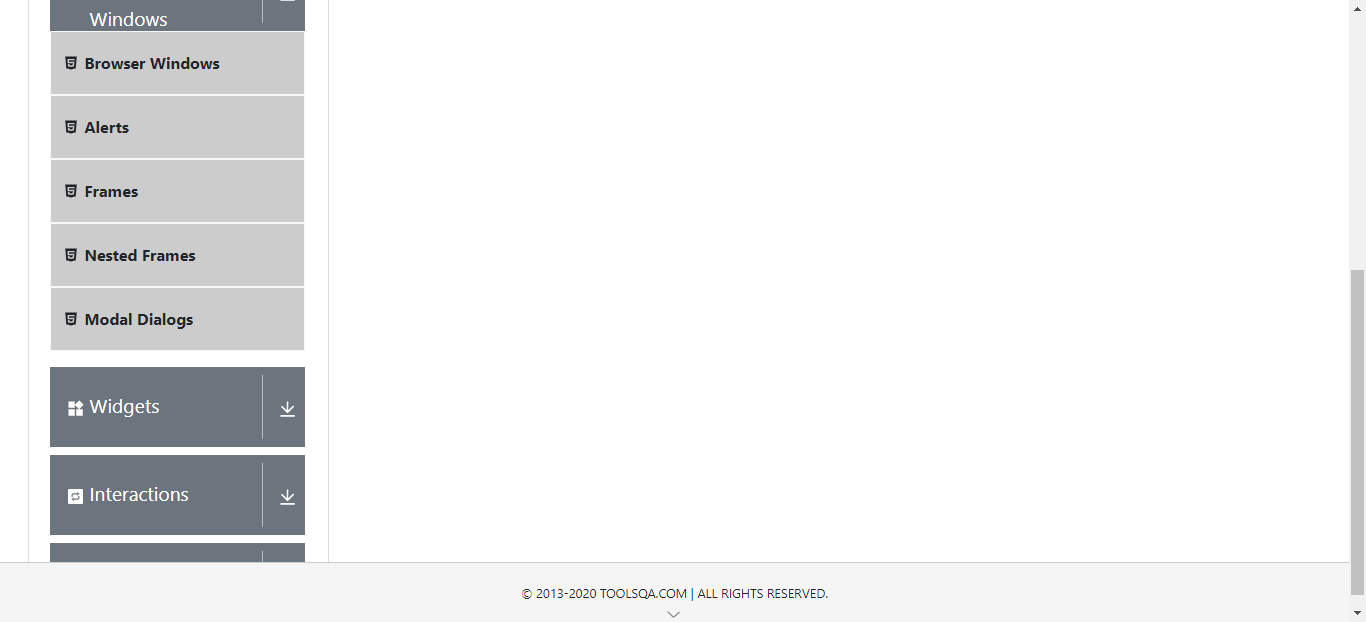 Windows
Browser Windows
Alerts
Frames
Nested Frames
Modal Dialogs
Widgets
Interactions
© 2013-2020 TOOLSQA.COM | ALL RIGHTS RESERVED.